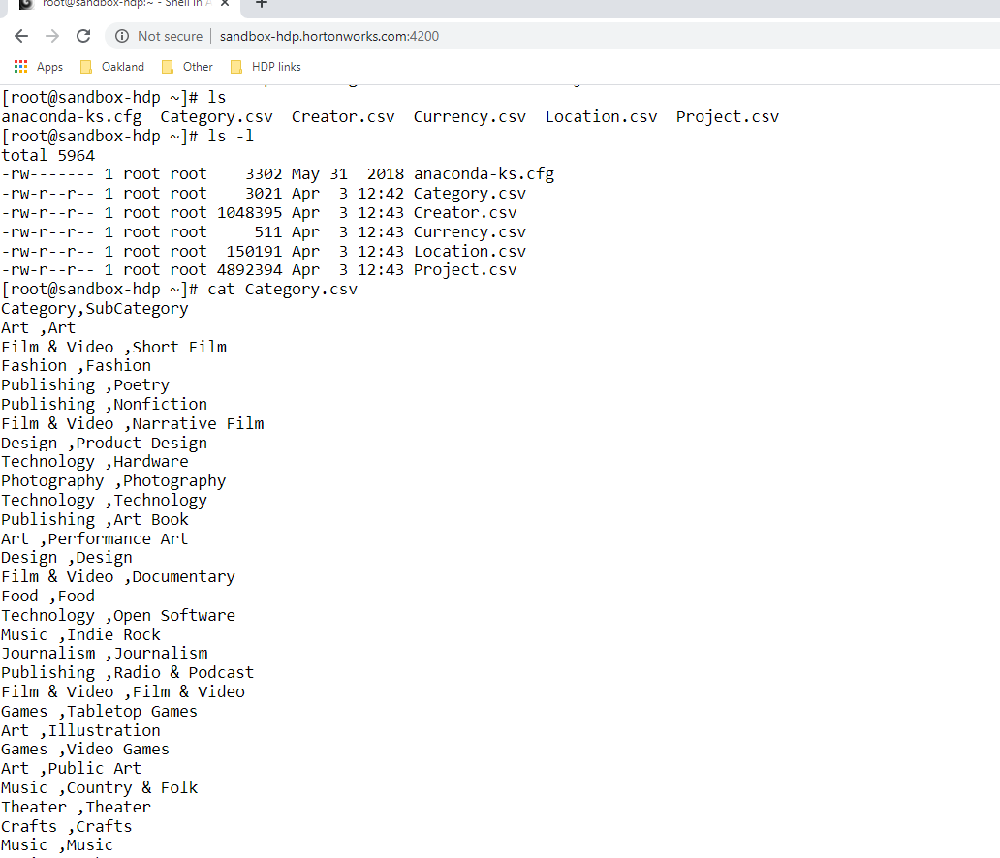 root@sandbox-hdp:~ - Shell In
Not secure | sandbox-hdp.hortonworks.com:4200
Apps Oakland Other HDP links
[root@sandbox-hdp ~]# ls
anaconda-ks.cfg  Category.csv  Creator.csv  Currency.csv  Location.csv  Project.csv
[root@sandbox-hdp ~]# ls -l
total 5964
-rw------- 1 root root    3302 May 31  2018 anaconda-ks.cfg
-rw-r--r-- 1 root root    3021 Apr  3 12:42 Category.csv
-rw-r--r-- 1 root root 1048395 Apr  3 12:43 Creator.csv
-rw-r--r-- 1 root root     511 Apr  3 12:43 Currency.csv
-rw-r--r-- 1 root root  150191 Apr  3 12:43 Location.csv
-rw-r--r-- 1 root root 4892394 Apr  3 12:43 Project.csv
[root@sandbox-hdp ~]# cat Category.csv
Category,SubCategory
Art ,Art
Film & Video ,Short Film
Fashion ,Fashion
Publishing ,Poetry
Publishing ,Nonfiction
Film & Video ,Narrative Film
Design ,Product Design
Technology ,Hardware
Photography ,Photography
Technology ,Technology
Publishing ,Art Book
Art ,Performance Art
Design ,Design
Film & Video ,Documentary
Food ,Food
Technology ,Open Software
Music ,Indie Rock
Journalism ,Journalism
Publishing ,Radio & Podcast
Film & Video ,Film & Video
Games ,Tabletop Games
Art ,Illustration
Games ,Video Games
Art ,Public Art
Music ,Country & Folk
Theater ,Theater
Crafts ,Crafts
Music ,Music